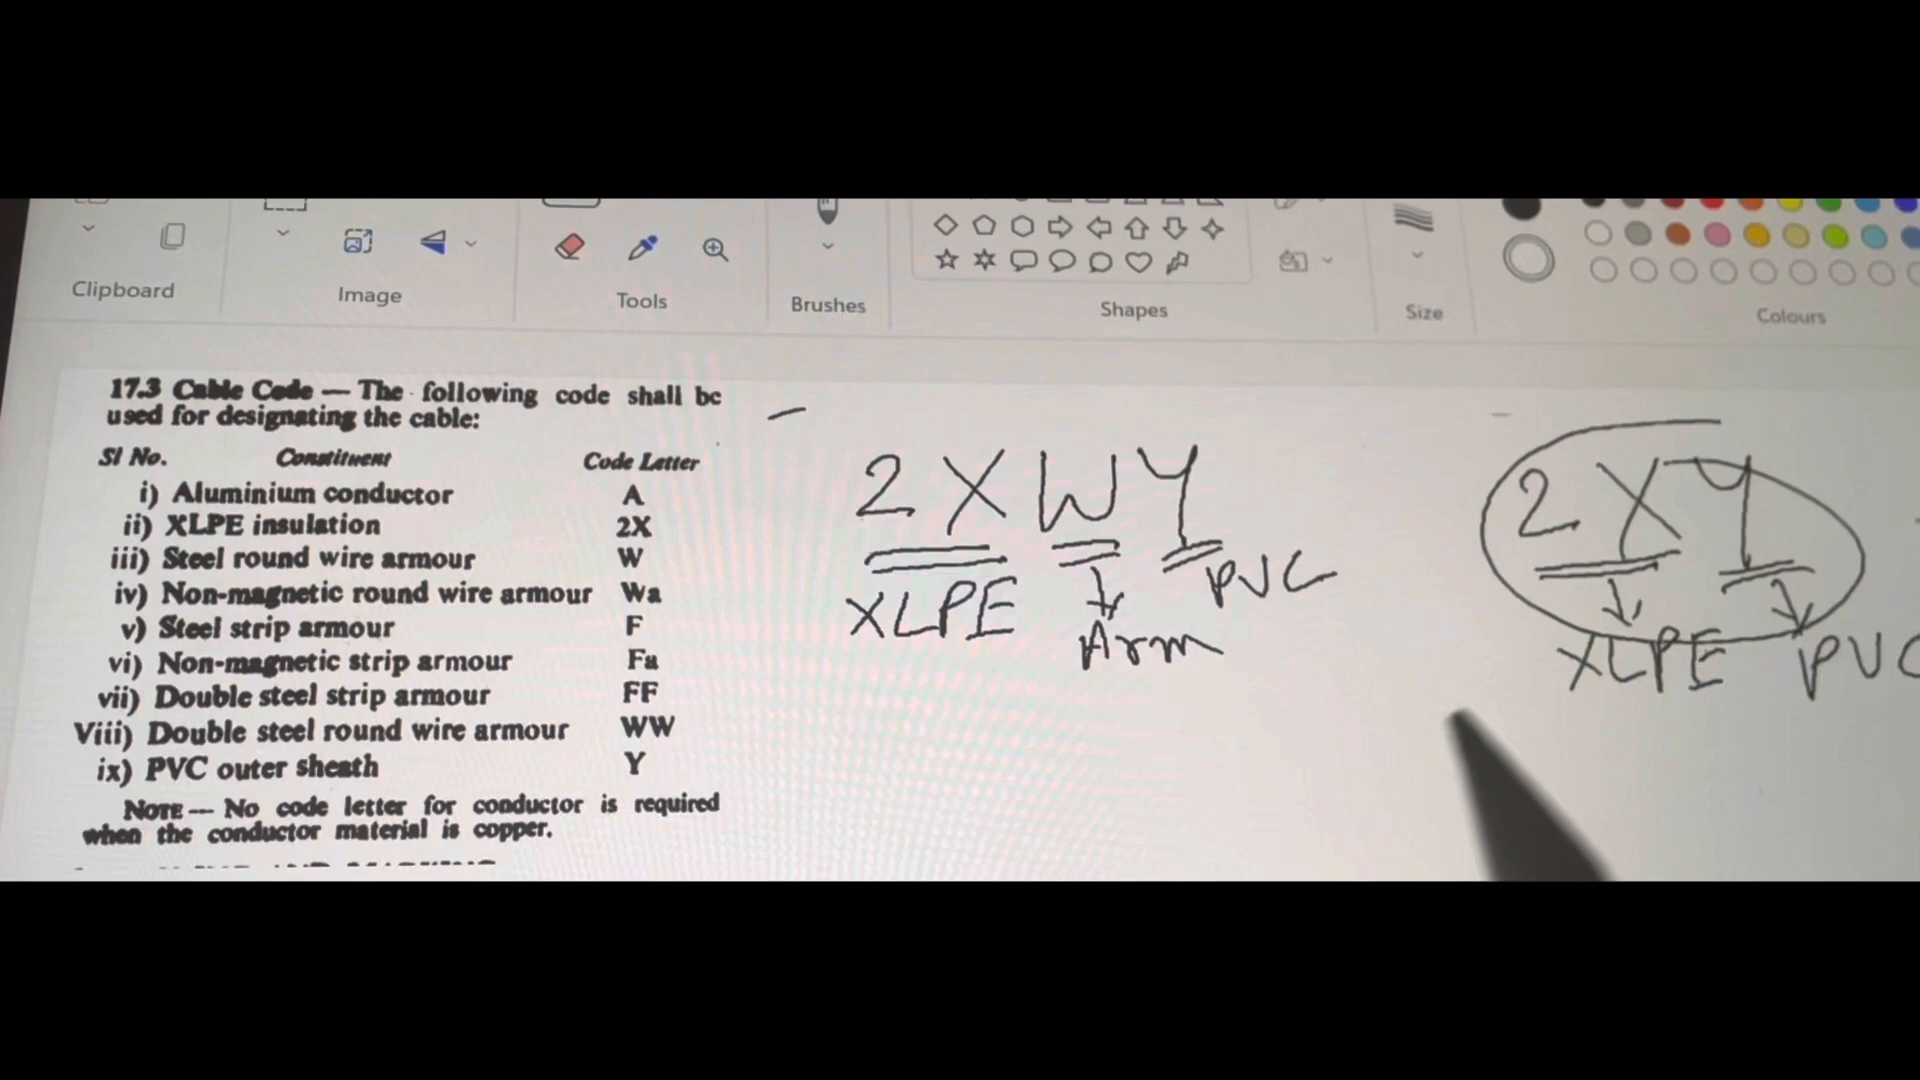 Clipboard
Image
Tools
Brushes
Shapes
Size
Colours
17.3 Cable Code — The following code shall be
used for designating the cable:
Sl No. Constituent Code Letter
i) Aluminium conductor A
ii) XLPE insulation 2X
iii) Steel round wire armour W
iv) Non-magnetic round wire armour Wa
v) Steel strip armour F
vi) Non-magnetic strip armour Fa
vii) Double steel strip armour FF
Viii) Double steel round wire armour WW
ix) PVC outer sheath Y
NOTE — No code letter for conductor is required
when the conductor material is copper.
2XWY
XLPE
Arm
PVC
2XY
XLPE
PVC